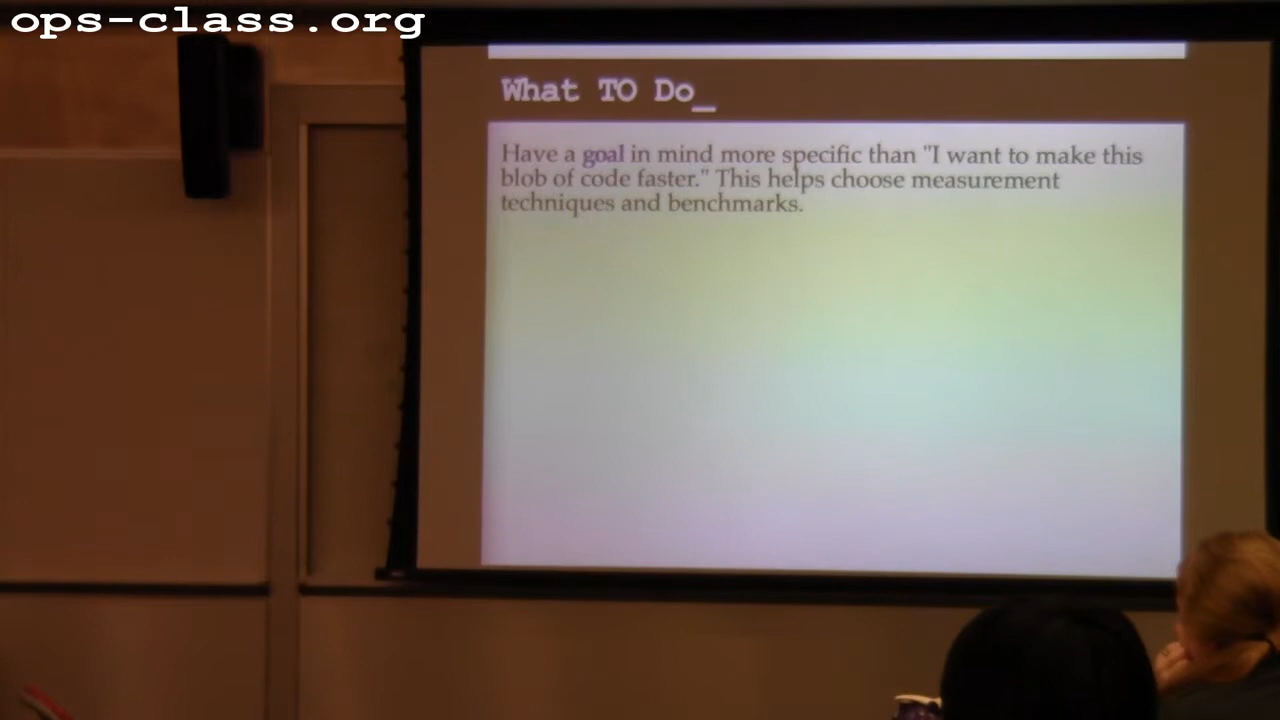 ops-class.org
What TO Do_
Have a goal in mind more specific than "I want to make this
blob of code faster." This helps choose measurement
techniques and benchmarks.